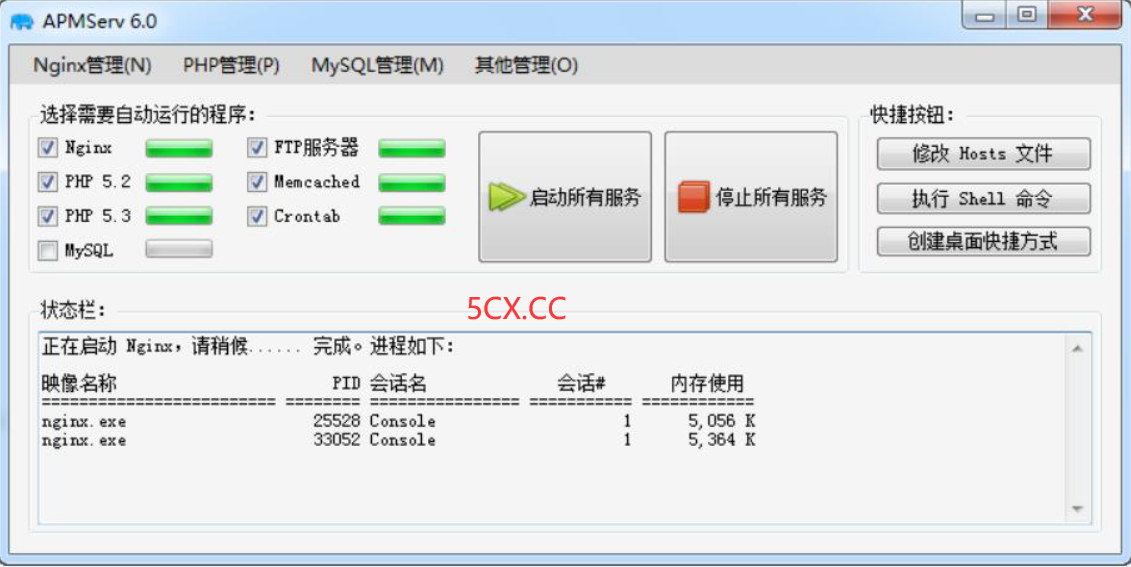 APMServ 6.0
Nginx管理(N) PHP管理(P) MySQL管理(M) 其他管理(O)
选择需要自动运行的程序:
Nginx
FTP服务器
PHP 5.2
Memcached
PHP 5.3
Crontab
MySQL
启动所有服务
停止所有服务
快捷按钮:
修改 Hosts 文件
执行 Shell 命令
创建桌面快捷方式
5CX.CC
状态栏:
正在启动 Nginx，请稍候...... 完成。进程如下:
映像名称 PID 会话名 会话# 内存使用
========================= ======== ================ =========== ============
nginx.exe 25528 Console 1 5,056 K
nginx.exe 33052 Console 1 5,364 K